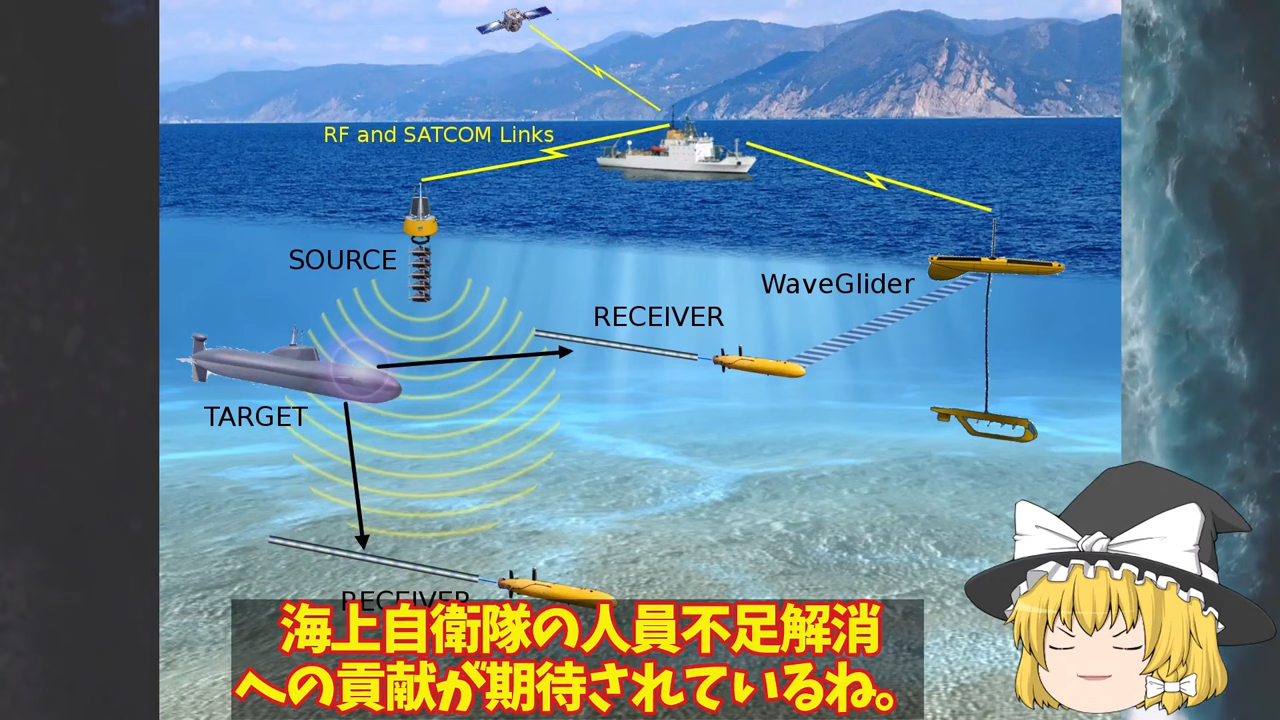 RF and SATCOM Links
SOURCE
WaveGlider
RECEIVER
TARGET
RECEIVER
海上自衛隊の人員不足解消
への貢献が期待されているね。